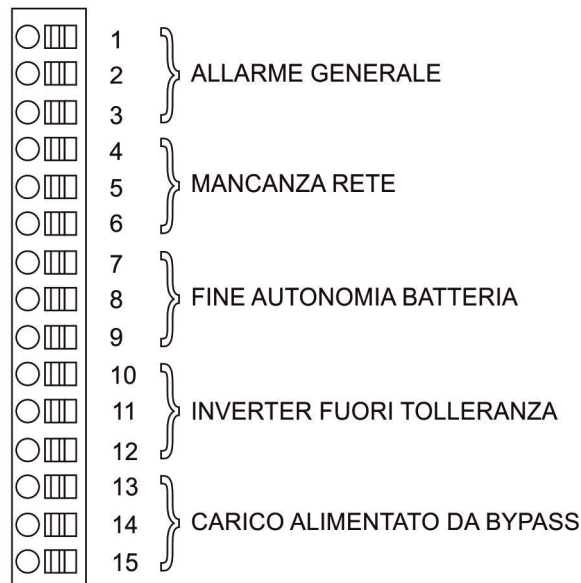 1
2 ALLARME GENERALE
3
4
5 MANCANZA RETE
6
7
8 FINE AUTONOMIA BATTERIA
9
10
11 INVERTER FUORI TOLLERANZA
12
13
14 CARICO ALIMENTATO DA BYPASS
15